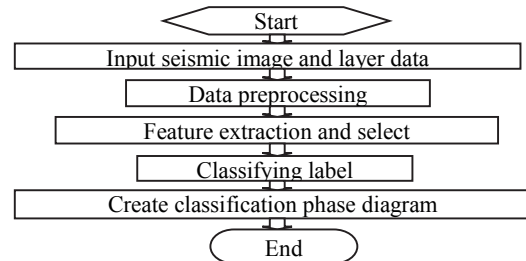 Start
Input seismic image and layer data
Data preprocessing
Feature extraction and select
Classifying label
Create classification phase diagram
End